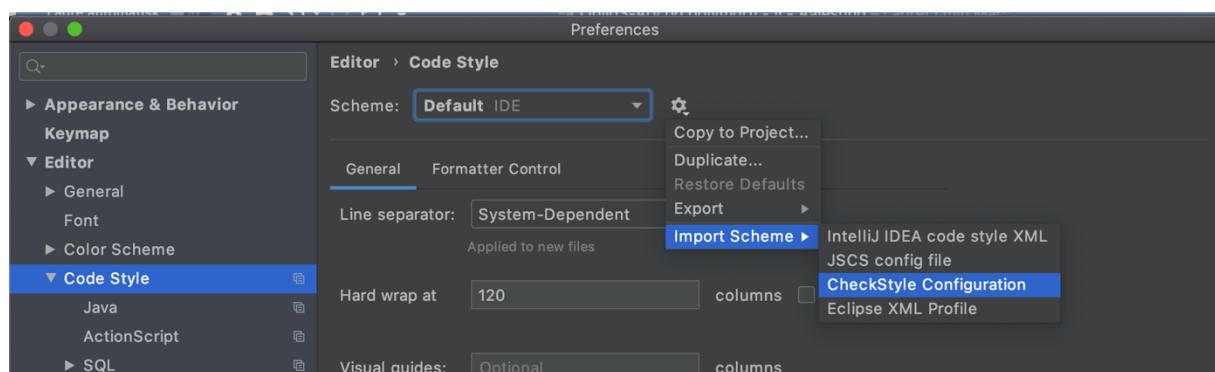 Preferences
Editor › Code Style
Appearance & Behavior
Scheme: Default IDE
Keymap
Copy to Project...
Editor
Duplicate...
General Formatter Control
General
Restore Defaults
Line separator: System-Dependent
Export
Font
Import Scheme IntelliJ IDEA code style XML
Applied to new files
Color Scheme
JSCS config file
Code Style
CheckStyle Configuration
Hard wrap at 120 columns
Java
Eclipse XML Profile
ActionScript
SQL
Visual guides: Optional columns